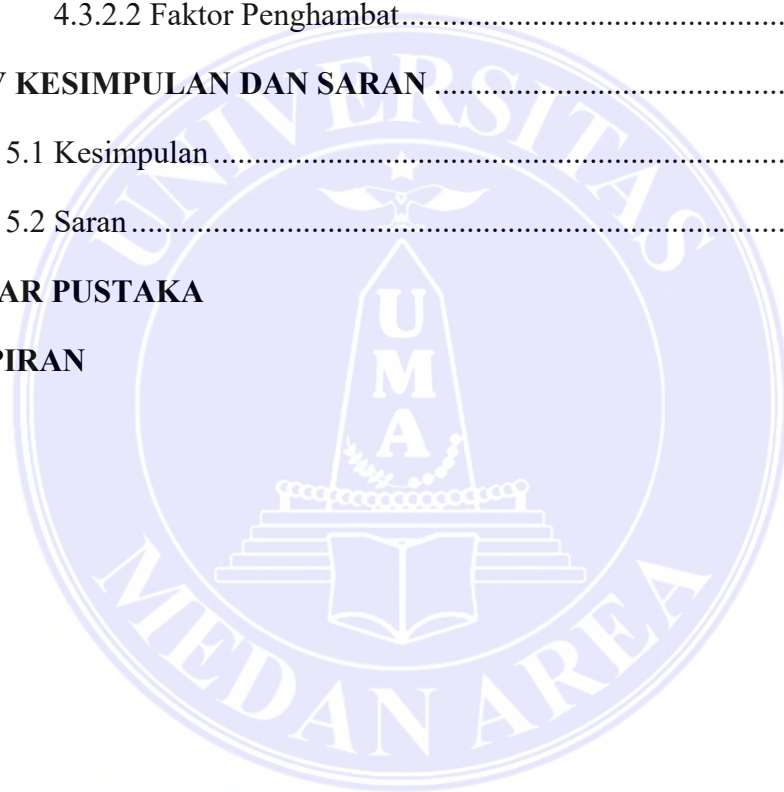 4.3.2.2 Faktor Penghambat................................................
V KESIMPULAN DAN SARAN ............................................
5.1 Kesimpulan.......................................................................
5.2 Saran.................................................................................
AR PUSTAKA
PIRAN
UNIVERSITAS
UMA
MEDAN AREA